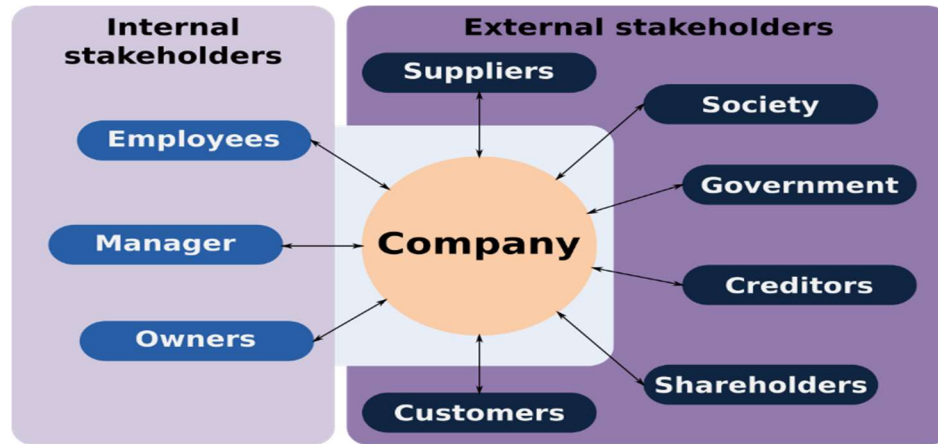 Internal
stakeholders
External stakeholders
Suppliers
Society
Employees
Government
Manager
Company
Creditors
Owners
Shareholders
Customers